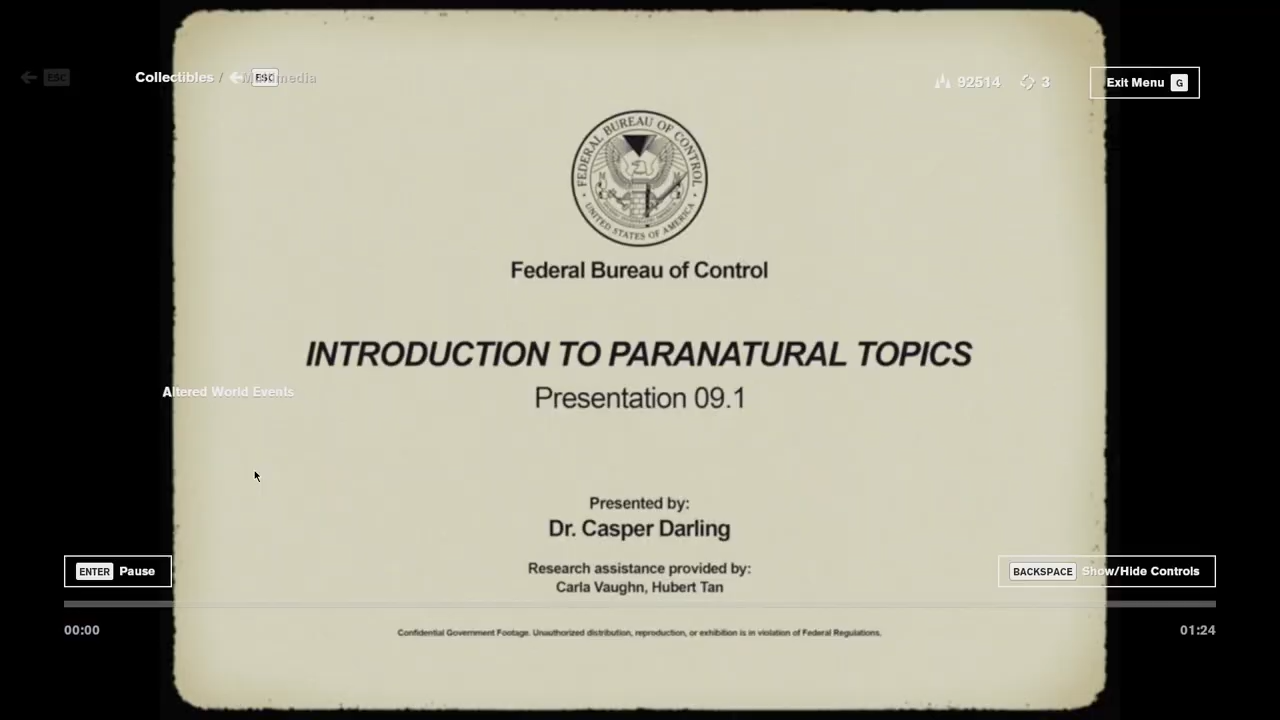 ESC
Collectibles / Multimedia
ESC
92514
3
Exit Menu G
FEDERAL BUREAU OF CONTROL
UNITED STATES OF AMERICA
Federal Bureau of Control
INTRODUCTION TO PARANATURAL TOPICS
Presentation 09.1
Altered World Events
Presented by:
Dr. Casper Darling
Research assistance provided by:
Carla Vaughn, Hubert Tan
ENTER Pause
BACKSPACE Show/Hide Controls
00:00
01:24
Confidential Government Footage. Unauthorized distribution, reproduction, or exhibition is in violation of Federal Regulations.